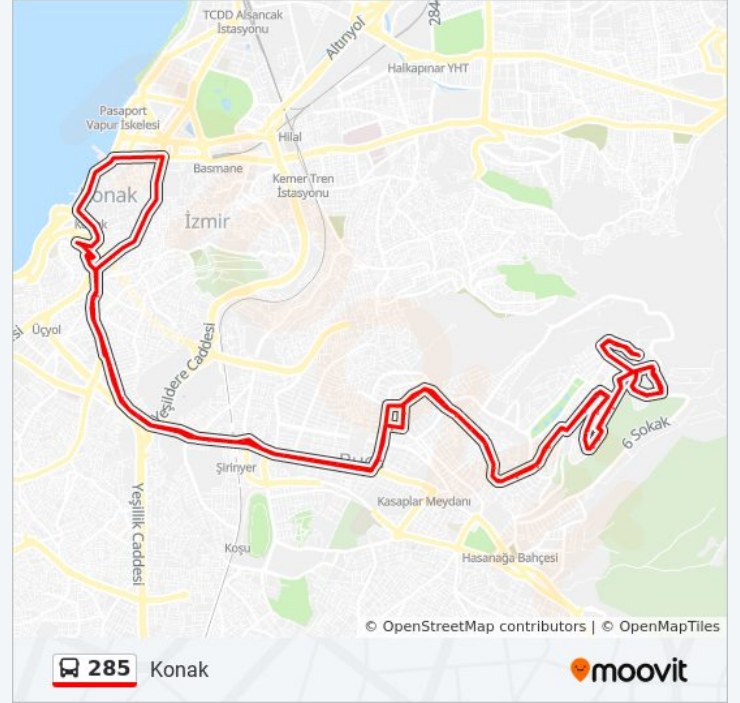 TCDD Alsancak
İstasyonu
Altınyol
284
Halkapınar YHT
Pasaport
Vapur İskelesi
Hilal
Basmane
Kemer Tren
İstasyonu
Konak
İzmir
Üçyol
Yeşildere Caddesi
6 Sokak
Şirinyer
Kasaplar Meydanı
Yeşillik Caddesi
Koşu
Hasanağa Bahçesi
© OpenStreetMap contributors | © OpenMapTiles
285 Konak
moovit